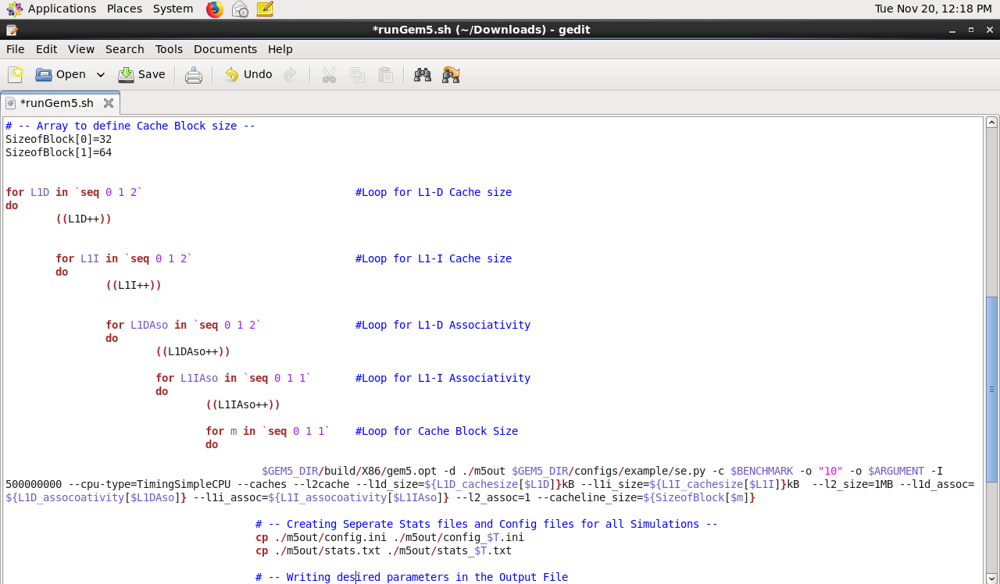 Applications Places System Tue Nov 20, 12:18 PM
*runGem5.sh (~/Downloads) - gedit
File Edit View Search Tools Documents Help
Open Save Undo
*runGem5.sh
# -- Array to define Cache Block size --
SizeofBlock[0]=32
SizeofBlock[1]=64
for L1D in `seq 0 1 2` #Loop for L1-D Cache size
do
((L1D++))
for L1I in `seq 0 1 2` #Loop for L1-I Cache size
do
((L1I++))
for L1DAso in `seq 0 1 2` #Loop for L1-D Associativity
do
((L1DAso++))
for L1IAso in `seq 0 1 1` #Loop for L1-I Associativity
do
((L1IAso++))
for m in `seq 0 1 1` #Loop for Cache Block Size
do
$GEM5_DIR/build/X86/gem5.opt -d ./m5out $GEM5_DIR/configs/example/se.py -c $BENCHMARK -o "10" -o $ARGUMENT -I
500000000 --cpu-type=TimingSimpleCPU --caches --l2cache --l1d_size=${L1D_cachesize[$L1D]}kB --l1i_size=${L1I_cachesize[$L1I]}kB  --l2_size=1MB --l1d_assoc=
${L1D_assocoativity[$L1DAso]} --l1i_assoc=${L1I_assocoativity[$L1IAso]} --l2_assoc=1 --cacheline_size=${SizeofBlock[$m]}
# -- Creating Seperate Stats files and Config files for all Simulations --
cp ./m5out/config.ini ./m5out/config_$T.ini
cp ./m5out/stats.txt ./m5out/stats_$T.txt
# -- Writing desired parameters in the Output File